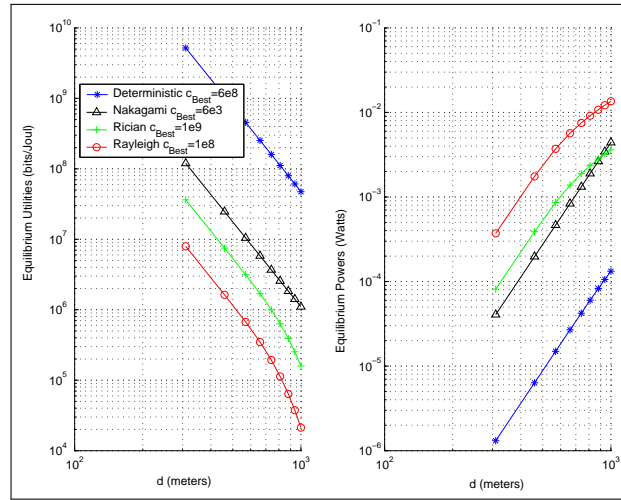 10^10
10^9
10^8
10^7
10^6
10^5
10^4
10^2
10^3
Equilibrium Utilities (bits/Joul)
d (meters)
Deterministic c_Best=6e8
Nakagami c_Best=6e3
Rician c_Best=1e9
Rayleigh c_Best=1e8
10^-1
10^-2
10^-3
10^-4
10^-5
10^-6
10^2
10^3
Equilibrium Powers (Watts)
d (meters)